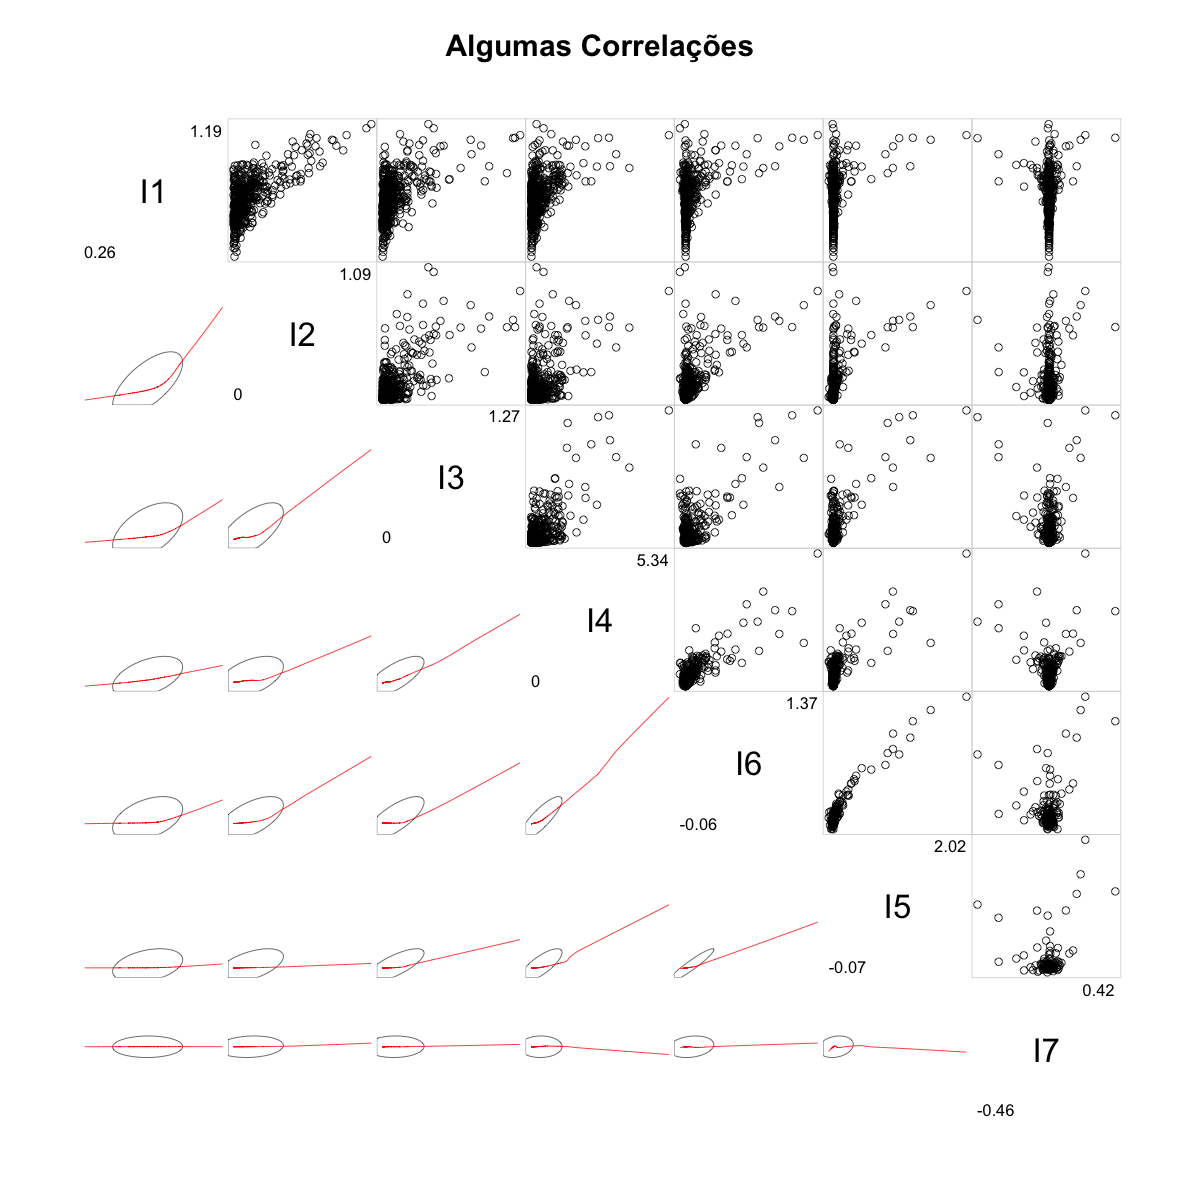 Algumas Correlações
1.19
I1
0.26
1.09
I2
0
1.27
I3
0
5.34
I4
0
1.37
I6
-0.06
2.02
I5
-0.07
0.42
I7
-0.46